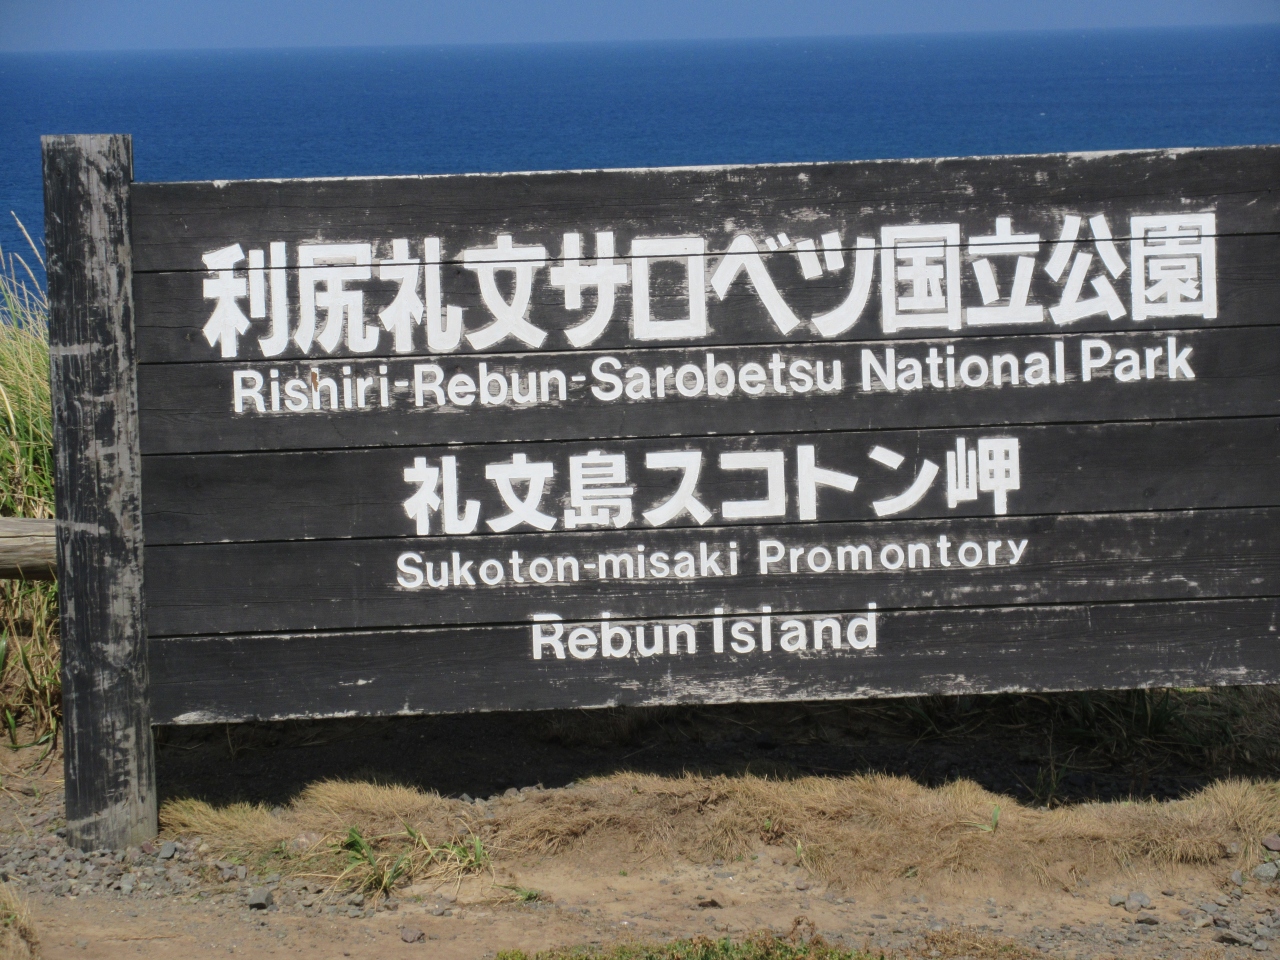 利尻礼文サロベツ国立公園
Rishiri-Rebun-Sarobetsu National Park
礼文島スコトン岬
Sukoton-misaki Promontory
Rebun Island